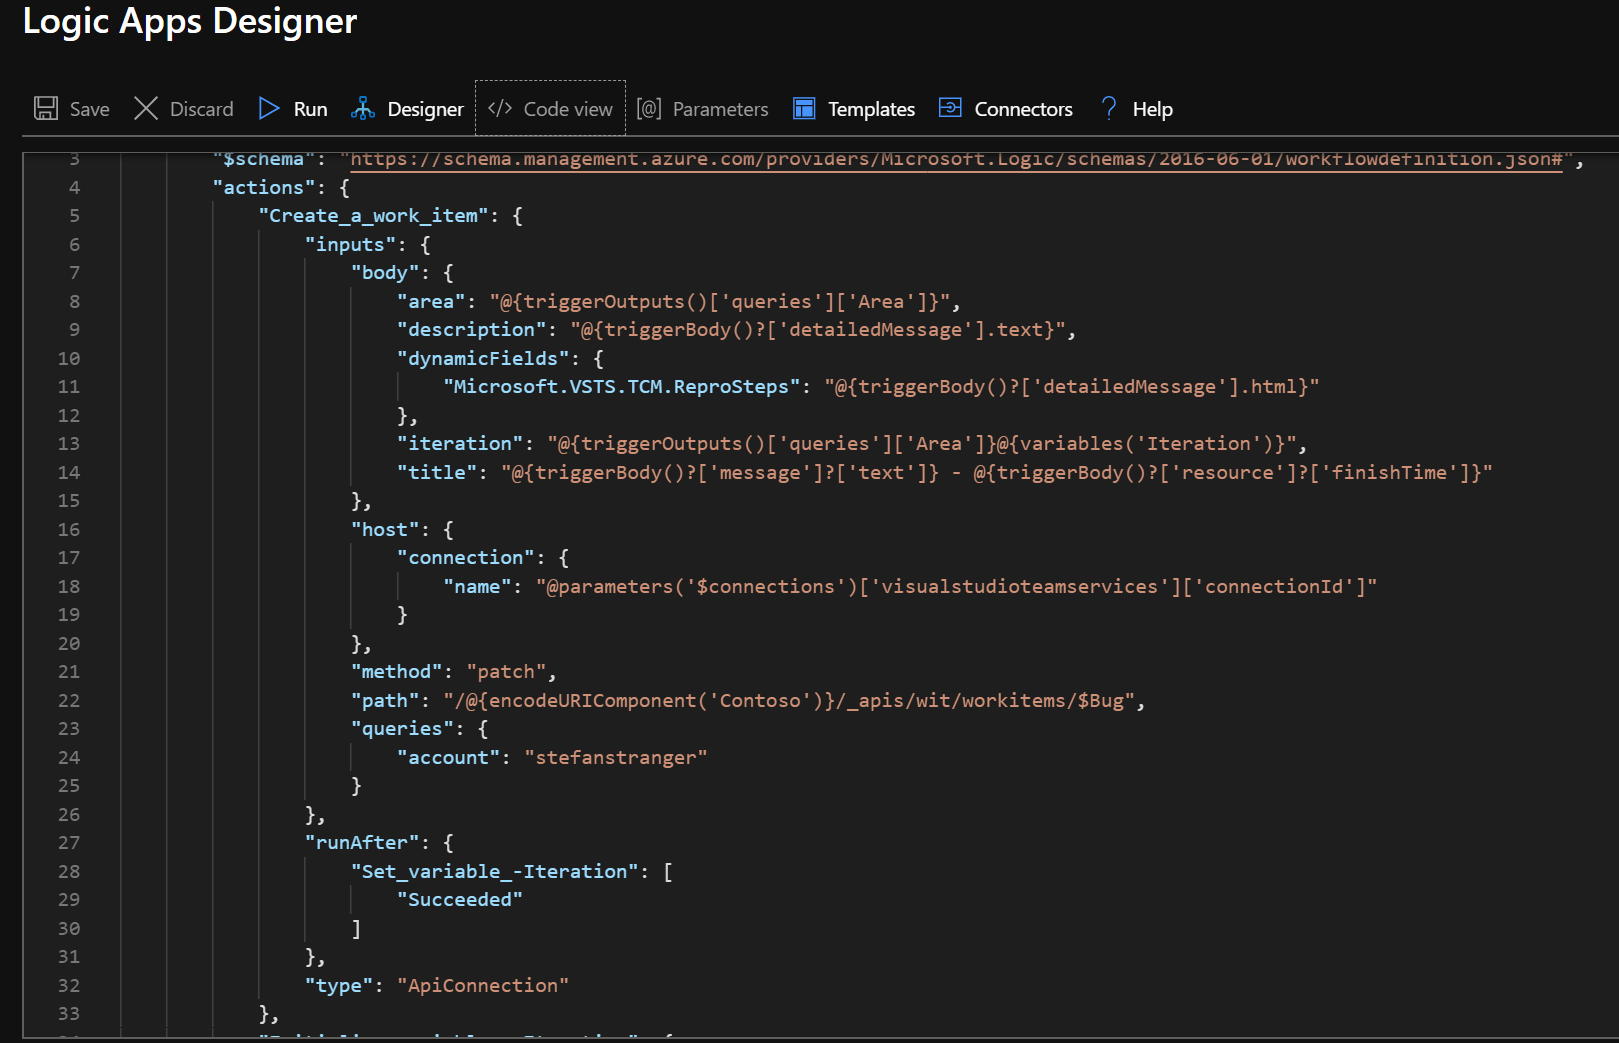 Logic Apps Designer
Save Discard Run Designer </> Code view [@] Parameters Templates Connectors ? Help
3 "$schema": "https://schema.management.azure.com/providers/Microsoft.Logic/schemas/2016-06-01/workflowdefinition.json#",
4 "actions": {
5 "Create_a_work_item": {
6 "inputs": {
7 "body": {
8 "area": "@{triggerOutputs()['queries']['Area']}",
9 "description": "@{triggerBody()?['detailedMessage'].text}",
10 "dynamicFields": {
11 "Microsoft.VSTS.TCM.ReproSteps": "@{triggerBody()?['detailedMessage'].html}"
12 },
13 "iteration": "@{triggerOutputs()['queries']['Area']}@{variables('Iteration')}",
14 "title": "@{triggerBody()?['message']?['text']} - @{triggerBody()?['resource']?['finishTime']}"
15 },
16 "host": {
17 "connection": {
18 "name": "@parameters('$connections')['visualstudioteamservices']['connectionId']"
19 }
20 },
21 "method": "patch",
22 "path": "/@{encodeURIComponent('Contoso')}/_apis/wit/workitems/$Bug",
23 "queries": {
24 "account": "stefanstranger"
25 }
26 },
27 "runAfter": {
28 "Set_variable_-Iteration": [
29 "Succeeded"
30 ]
31 },
32 "type": "ApiConnection"
33 },